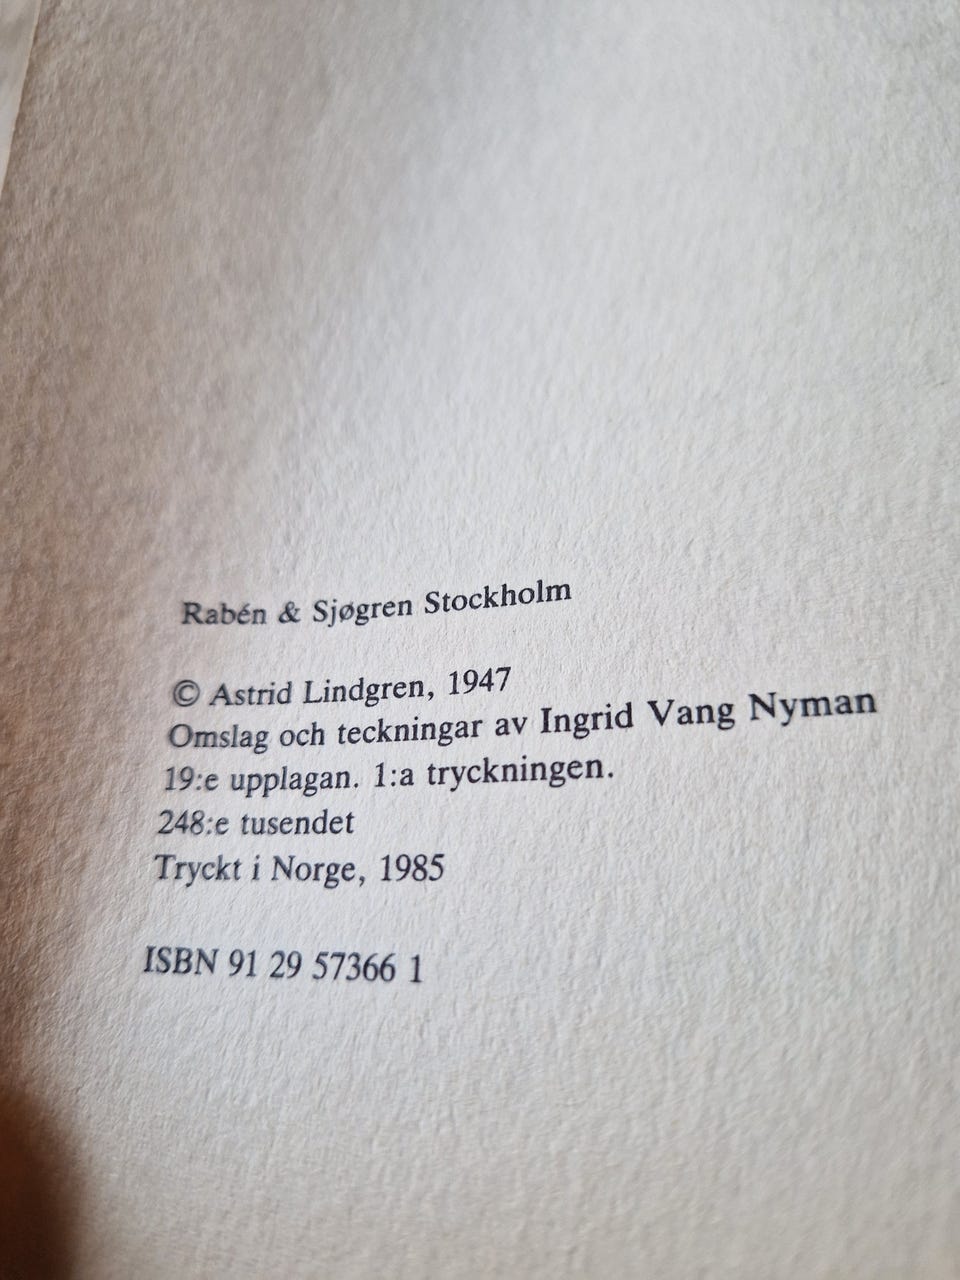 Rabén & Sjøgren Stockholm
© Astrid Lindgren, 1947
Omslag och teckningar av Ingrid Vang Nyman
19:e upplagan. 1:a tryckningen.
248:e tusendet
Tryckt i Norge, 1985
ISBN 91 29 57366 1